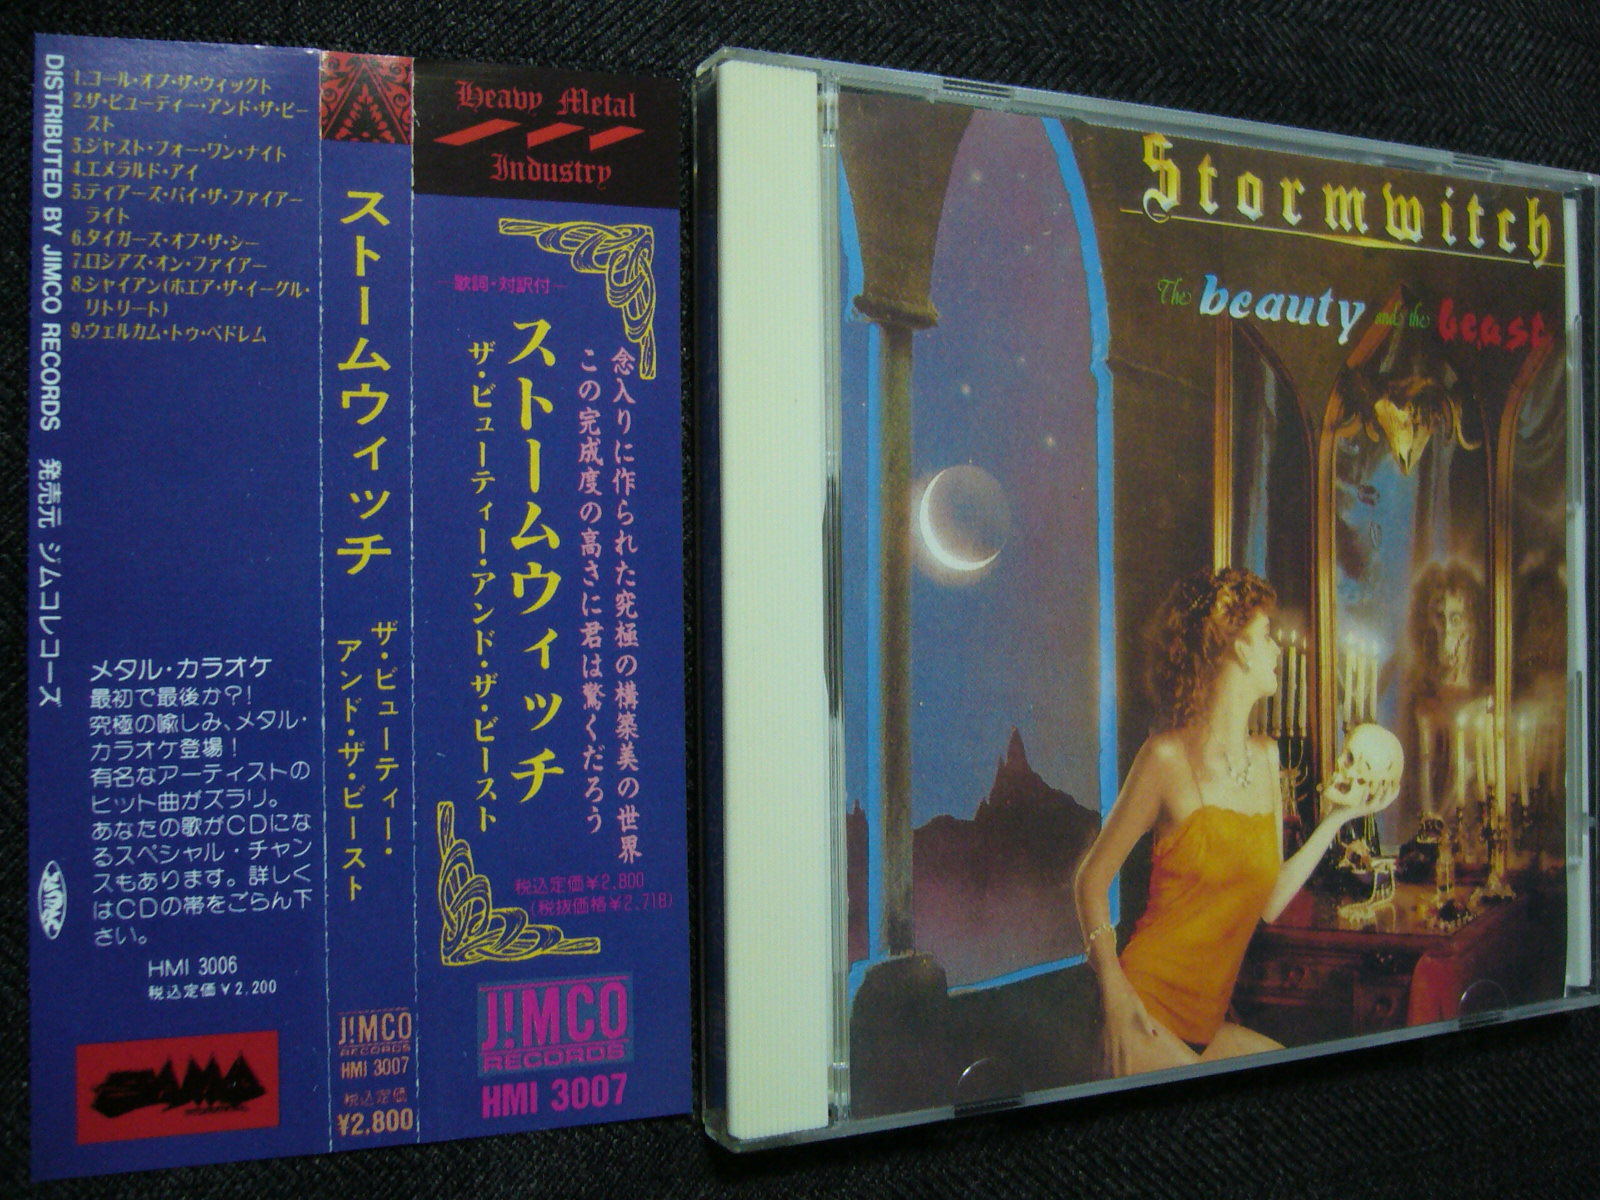 DISTRIBUTED BY JIMCO RECORDS 発売元 ジムコレコーズ
1.コール・オブ・ザ・ウィックト
2.ザ・ビューティー・アンド・ザ・ビー
スト
3.ジャスト・フォー・ワン・ナイト
4.エメラルド・アイ
5.ティアーズ・バイ・ザ・ファイアー
ライト
6.タイガーズ・オブ・ザ・シー
7.ロシアズ・オン・ファイアー
8.シャイアン(ホエア・ザ・イーグル・
リトリート)
9.ウェルカム・トゥ・ベドレム
メタル・カラオケ
最初で最後か?!
究極の喩しみ、メタル・
カラオケ登場!
有名なアーティストの
ヒット曲がズラリ。
あなたの歌がCDにな
るスペシャル・チャン
スもあります。詳しく
はCDの帯をごらん下
さい。
HMI 3006
税込定価¥2,200
ストームウィッチ
ザ・ビューティー・
アンド・ザ・ビースト
J!MCO
RECORDS
HMI 3007
税込定価
¥2,800
Heavy Metal
Industry
—歌詞・対訳付—
念入りに作られた究極の構築美の世界
この完成度の高さに君は驚くだろう
ストームウィッチ
ザ・ビューティー・アンド・ザ・ビースト
税込定価¥2,800
(税抜価格¥2,718)
J!MCO
RECORDS
HMI 3007
Stormwitch
The beauty and the beast